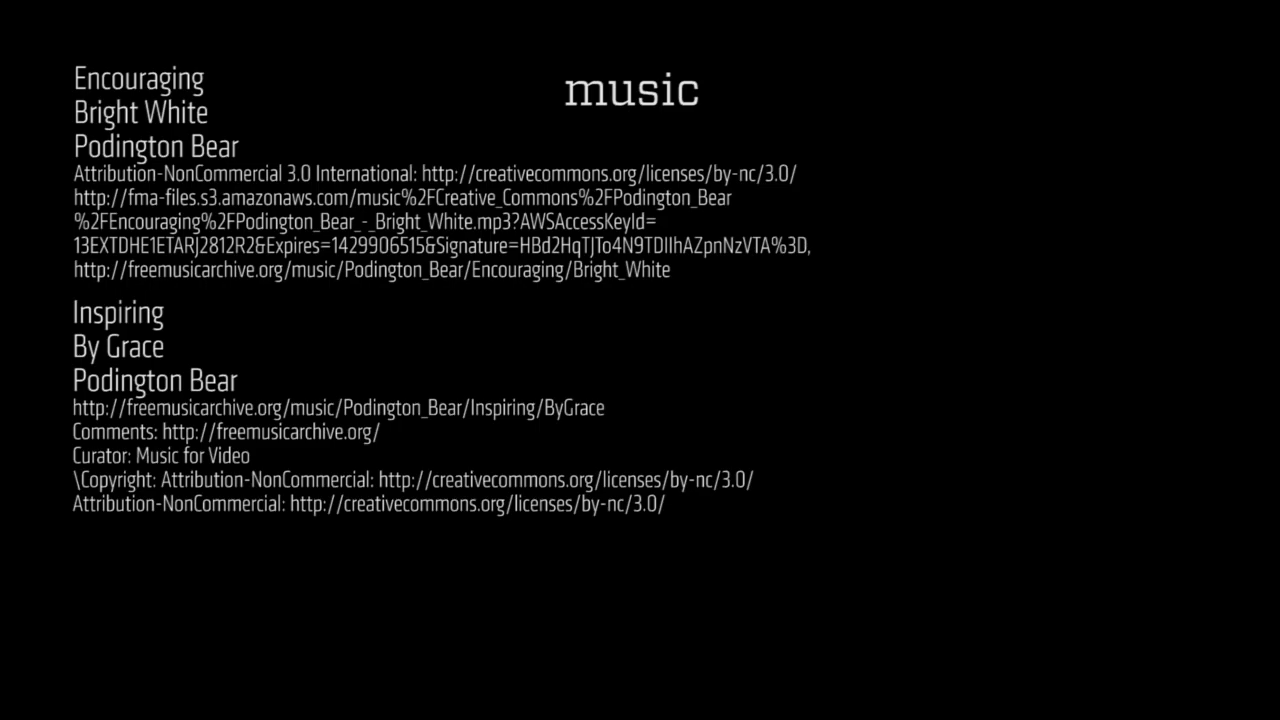 music
Encouraging
Bright White
Podington Bear
Attribution-NonCommercial 3.0 International: http://creativecommons.org/licenses/by-nc/3.0/
http://fma-files.s3.amazonaws.com/music%2FCreative_Commons%2FPodington_Bear
%2FEncouraging%2FPodington_Bear_-_Bright_White.mp3?AWSAccessKeyId=
13EXTDHE1ETARJ2812R2&Expires=1429906515&Signature=HBd2HqTJTo4N9TDIIhAZpnNzVTA%3D,
http://freemusicarchive.org/music/Podington_Bear/Encouraging/Bright_White
Inspiring
By Grace
Podington Bear
http://freemusicarchive.org/music/Podington_Bear/Inspiring/ByGrace
Comments: http://freemusicarchive.org/
Curator: Music for Video
\Copyright: Attribution-NonCommercial: http://creativecommons.org/licenses/by-nc/3.0/
Attribution-NonCommercial: http://creativecommons.org/licenses/by-nc/3.0/